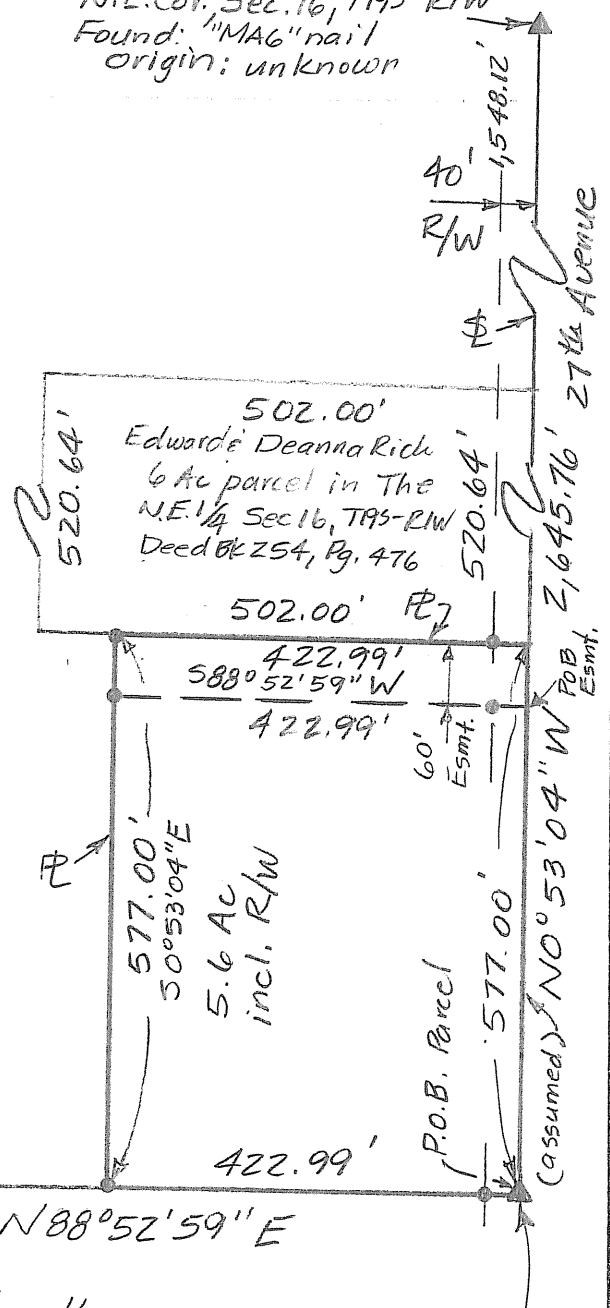 N.E. Cor. Sec. 16, T19S R1W
Found: "MAG" nail
origin: unknown
1,548.12'
40'
R/W
27th Avenue
℄
502.00'
Edward & Deanna Rich
6 Ac parcel in The
N.E. 1/4 Sec 16, T19S-R1W
Deed Bk 254, Pg. 476
520.64'
520.64'
2,645.76'
502.00'
PL
422.99'
S88°52'59"W
422.99'
60'
Esmt.
POB
Esmt.
PL
577.00'
S0°53'04"E
5.6 Ac
incl. R/W
P.O.B. Parcel
577.00'
(assumed) N0°53'04"W
422.99'
N88°52'59"E